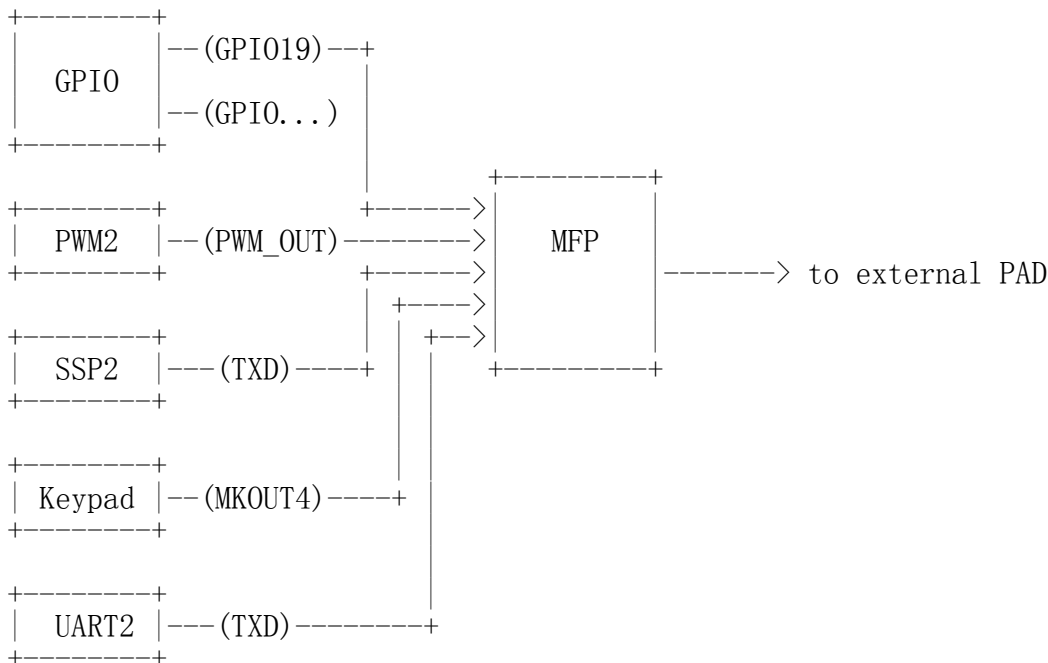 --(GPIO19)--+
GPIO
--(GPIO...)
PWM2 --(PWM_OUT)--------> MFP
-------> to external PAD
SSP2 ---(TXD)----+
Keypad --(MKOUT4)----+
UART2 ---(TXD)--------+